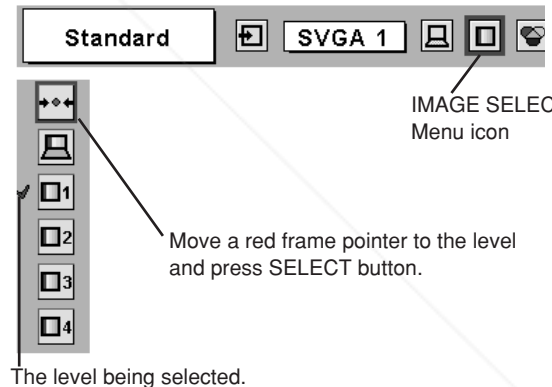 Standard
SVGA 1
IMAGE SELEC
Menu icon
1
2
3
4
Move a red frame pointer to the level
and press SELECT button.
The level being selected.